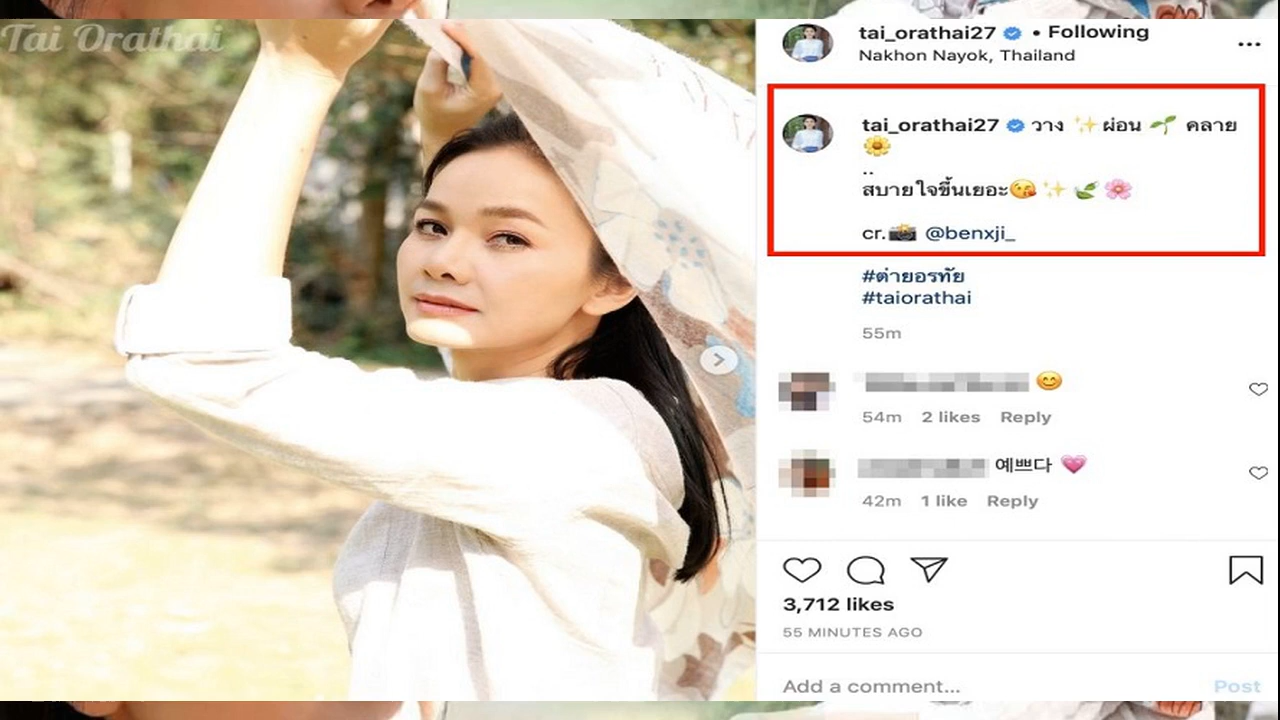 Tai Orathai
tai_orathai27 • Following
Nakhon Nayok, Thailand
tai_orathai27 วาง ✨ผ่อน 🌱 คลาย
🌼
..
สบายใจขึ้นเยอะ😘✨🍃🌸
cr.📸 @benxji_
#ต่ายอรทัย
#taiorathai
55m
😊
54m 2 likes Reply
예쁘다 💗
42m 1 like Reply
3,712 likes
55 MINUTES AGO
Add a comment... Post